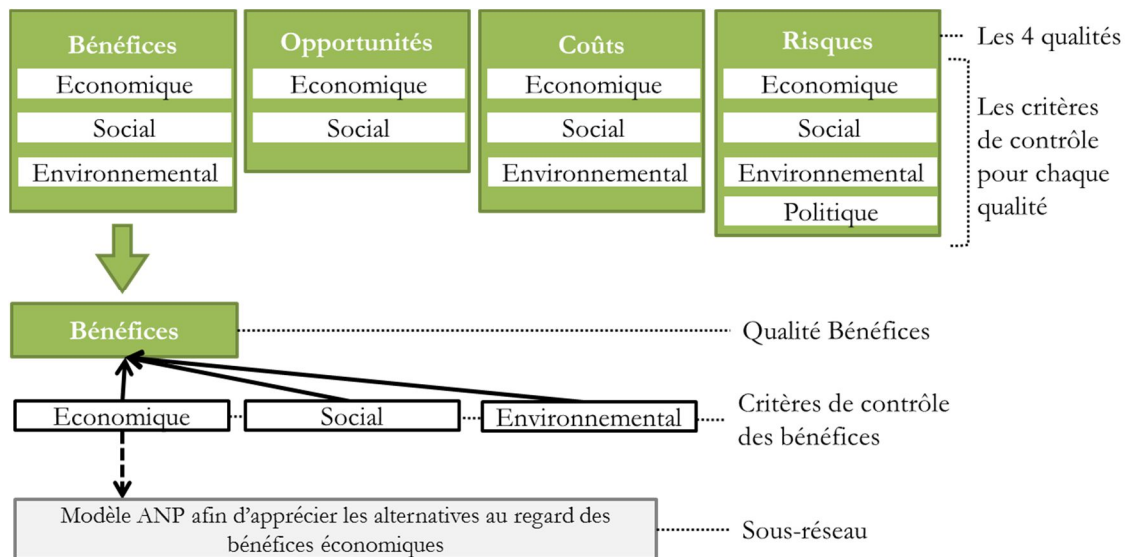 Bénéfices
Economique
Social
Environnemental
Opportunités
Economique
Social
Coûts
Economique
Social
Environnemental
Risques
Economique
Social
Environnemental
Politique
Les 4 qualités
Les critères
de contrôle
pour chaque
qualité
Bénéfices
Qualité Bénéfices
Economique
Social
Environnemental
Critères de contrôle
des bénéfices
Modèle ANP afin d’apprécier les alternatives au regard des
bénéfices économiques
Sous-réseau